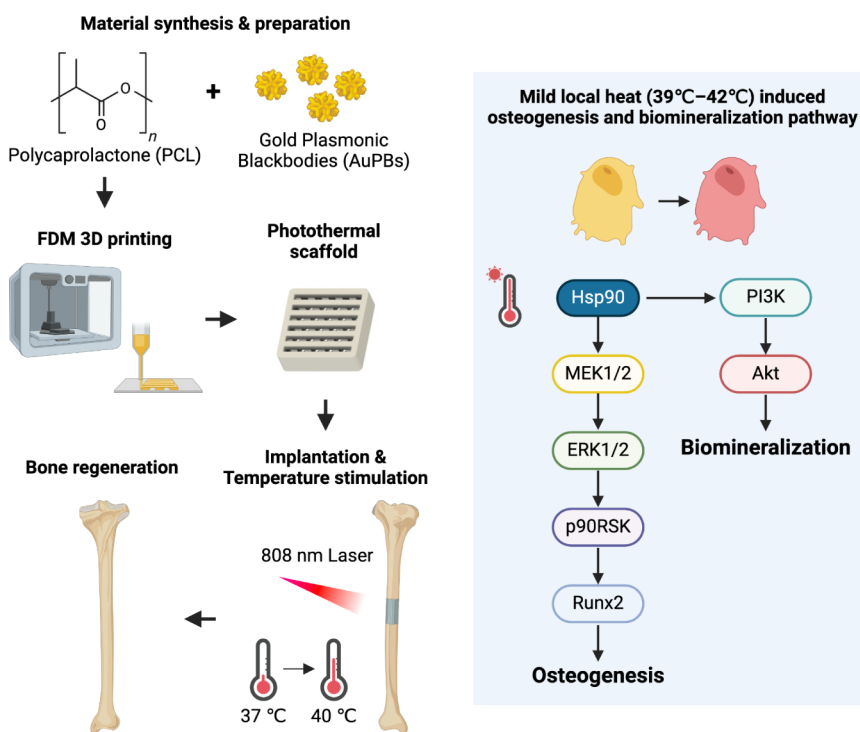 Material synthesis & preparation
O
O
n
+
Polycaprolactone (PCL)
Gold Plasmonic
Blackbodies (AuPBs)
FDM 3D printing
Photothermal
scaffold
Bone regeneration
Implantation &
Temperature stimulation
808 nm Laser
37 ℃
40 ℃
Mild local heat (39℃–42℃) induced
osteogenesis and biomineralization pathway
Hsp90
PI3K
MEK1/2
Akt
ERK1/2
Biomineralization
p90RSK
Runx2
Osteogenesis